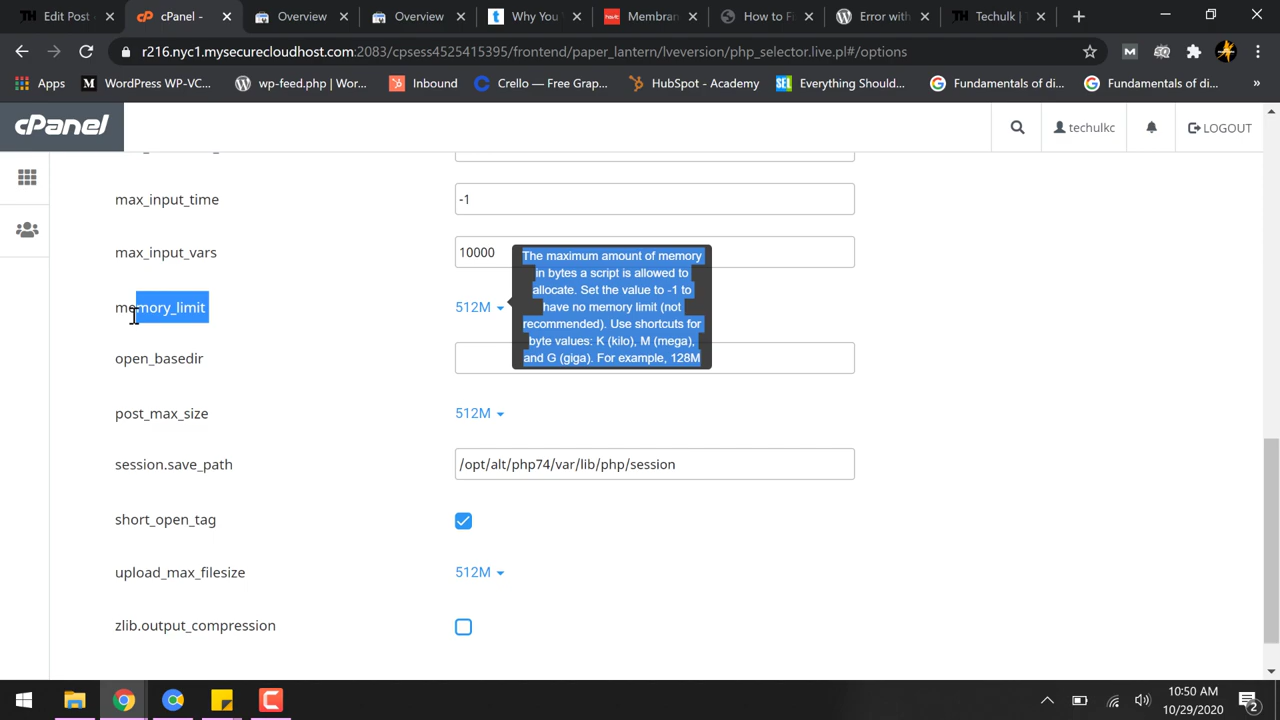 Edit Post
cPanel -
Overview
Overview
Why You
Membran
How to F
Error with
Techulk |
r216.nyc1.mysecurecloudhost.com:2083/cpsess4525415395/frontend/paper_lantern/lveversion/php_selector.live.pl#/options
Apps
WordPress WP-VC...
wp-feed.php | Wor...
Inbound
Crello — Free Grap...
HubSpot - Academy
Everything Should...
Fundamentals of di...
Fundamentals of di...
»
cPanel
techulkc
LOGOUT
max_input_time
-1
max_input_vars
10000
memory_limit
512M
The maximum amount of memory
in bytes a script is allowed to
allocate. Set the value to -1 to
have no memory limit (not
recommended). Use shortcuts for
byte values: K (kilo), M (mega),
and G (giga). For example, 128M
open_basedir
post_max_size
512M
session.save_path
/opt/alt/php74/var/lib/php/session
short_open_tag
upload_max_filesize
512M
zlib.output_compression
10:50 AM
10/29/2020
2